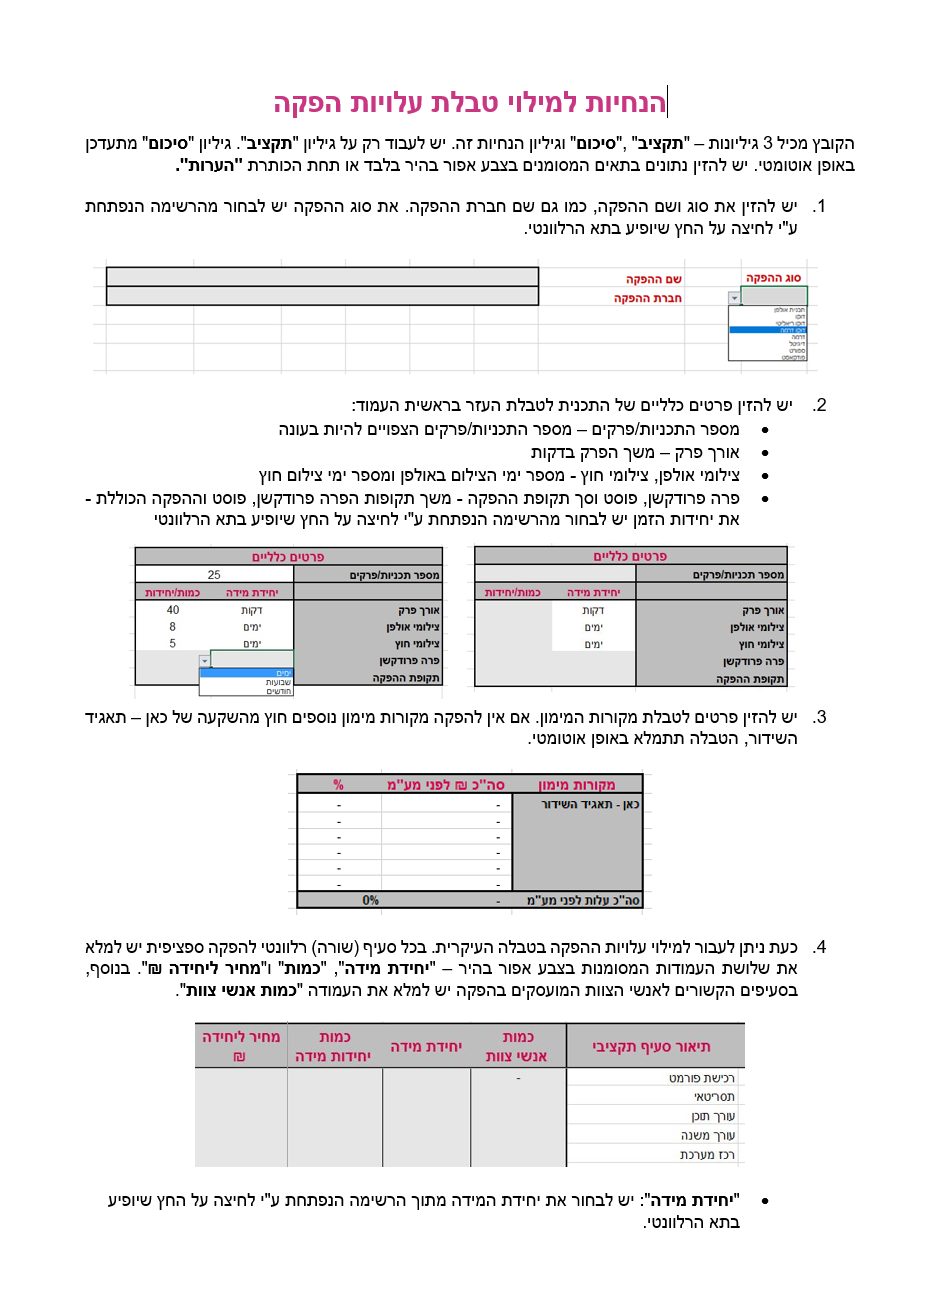 הנחיות למילוי טבלת עלויות הפקה
הקובץ מכיל 3 גיליונות – "תקציב", "סיכום" וגיליון הנחיות זה. יש לעבוד רק על גיליון "תקציב". גיליון "סיכום" מתעדכן
באופן אוטומטי. יש להזין נתונים בתאים המסומנים בצבע אפור בהיר בלבד או תחת הכותרת "הערות".
1. יש להזין את סוג ושם ההפקה, כמו גם שם חברת ההפקה. את סוג ההפקה יש לבחור מהרשימה הנפתחת
ע"י לחיצה על החץ שיופיע בתא הרלוונטי.
סוג ההפקה שם ההפקה
חברת ההפקה
תכנית אולפן
דוקו
דוקו ריאליטי
דוקו דרמה
דרמה
דיגיטל
ספורט
פודקאסט
2. יש להזין פרטים כלליים של התכנית לטבלת העזר בראשית העמוד:
• מספר התכניות/פרקים – מספר התכניות/פרקים הצפויים להיות בעונה
• אורך פרק – משך הפרק בדקות
• צילומי אולפן, צילומי חוץ - מספר ימי הצילום באולפן ומספר ימי צילום חוץ
• פרה פרודקשן, פוסט וסך תקופת ההפקה - משך תקופות הפרה פרודקשן, פוסט וההפקה הכוללת -
את יחידות הזמן יש לבחור מהרשימה הנפתחת ע"י לחיצה על החץ שיופיע בתא הרלוונטי
פרטים כלליים
מספר תכניות/פרקים
יחידת מידה כמות/יחידות
אורך פרק דקות
צילומי אולפן ימים
צילומי חוץ ימים
פרה פרודקשן
תקופת ההפקה
פרטים כלליים
מספר תכניות/פרקים 25
יחידת מידה כמות/יחידות
אורך פרק דקות 40
צילומי אולפן ימים 8
צילומי חוץ ימים 5
פרה פרודקשן
תקופת ההפקה
ימים
שבועות
חודשים
3. יש להזין פרטים לטבלת מקורות המימון. אם אין להפקה מקורות מימון נוספים חוץ מהשקעה של כאן – תאגיד
השידור, הטבלה תתמלא באופן אוטומטי.
מקורות מימון סה"כ ₪ לפני מע"מ %
כאן - תאגיד השידור - -
- -
- -
- -
- -
- -
סה"כ עלות לפני מע"מ - 0%
4. כעת ניתן לעבור למילוי עלויות ההפקה בטבלה העיקרית. בכל סעיף (שורה) רלוונטי להפקה ספציפית יש למלא
את שלושת העמודות המסומנות בצבע אפור בהיר – "יחידת מידה", "כמות" ו"מחיר ליחידה ₪". בנוסף,
בסעיפים הקשורים לאנשי הצוות המועסקים בהפקה יש למלא את העמודה "כמות אנשי צוות".
תיאור סעיף תקציבי כמות אנשי צוות יחידת מידה כמות יחידות מידה מחיר ליחידה ₪
רכישת פורמט -
תסריטאי
עורך תוכן
עורך משנה
רכז מערכת
• "יחידת מידה": יש לבחור את יחידת המידה מתוך הרשימה הנפתחת ע"י לחיצה על החץ שיופיע
בתא הרלוונטי.